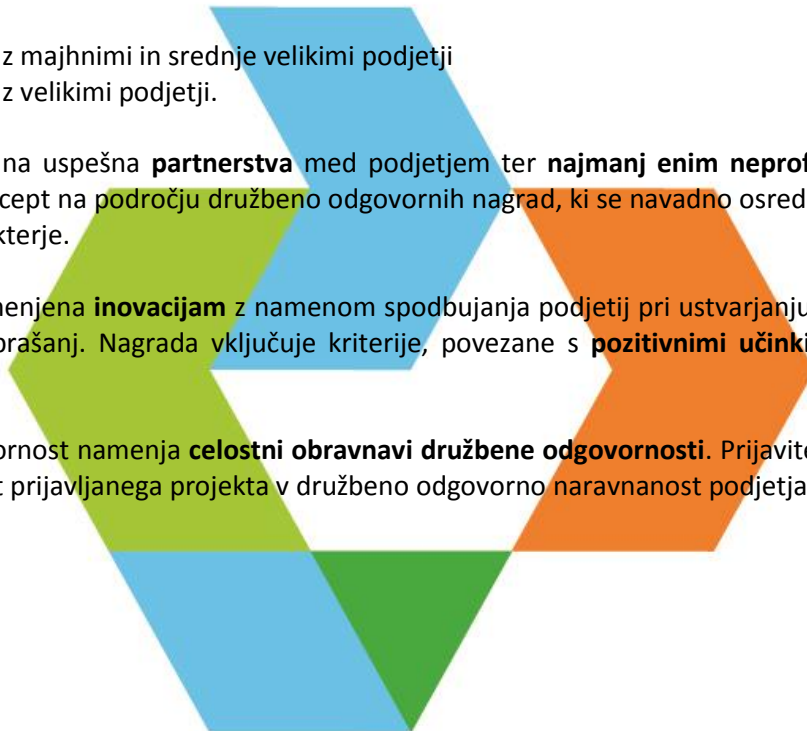 z majhnimi in srednje velikimi podjetji
z velikimi podjetji.
na uspešna partnerstva med podjetjem ter najmanj enim neprof
cept na področju družbeno odgovornih nagrad, ki se navadno osred
kterje.
menjena inovacijam z namenom spodbujanja podjetij pri ustvarjanju
prašanj. Nagrada vključuje kriterije, povezane s pozitivnimi učinki
ornost namenja celostni obravnavi družbene odgovornosti. Prijavite
t prijavljanega projekta v družbeno odgovorno naravnanost podjetja